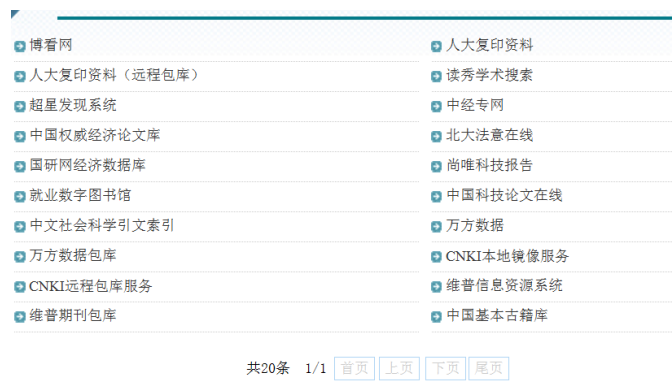 博看网
人大复印资料
人大复印资料（远程包库）
读秀学术搜索
超星发现系统
中经专网
中国权威经济论文库
北大法意在线
国研网经济数据库
尚唯科技报告
就业数字图书馆
中国科技论文在线
中文社会科学引文索引
万方数据
万方数据包库
CNKI本地镜像服务
CNKI远程包库服务
维普信息资源系统
维普期刊包库
中国基本古籍库
共20条 1/1 首页 上页 下页 尾页